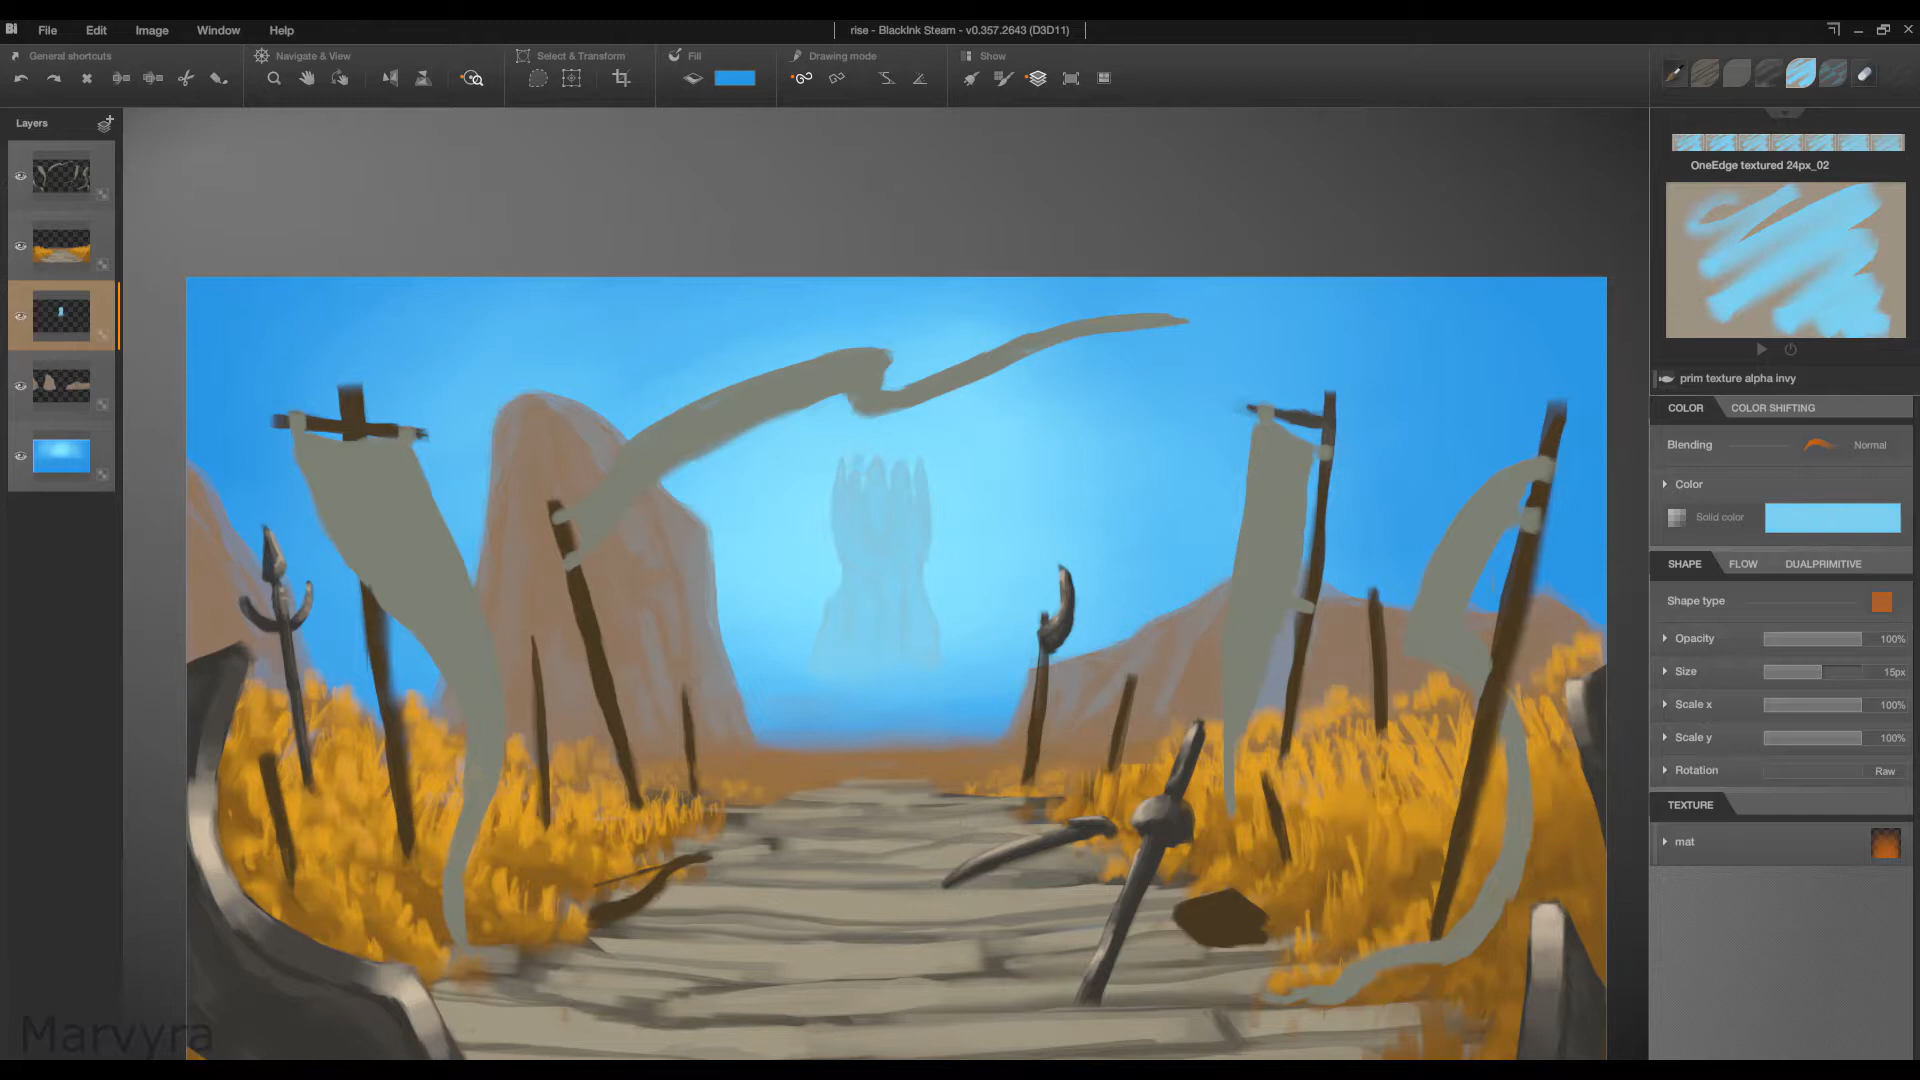 Bi File Edit Image Window Help
rise - BlackInk Steam - v0.357.2643 (D3D11)
General shortcuts
Navigate & View
Select & Transform
Fill
Drawing mode
Show
Layers
OneEdge textured 24px_02
prim texture alpha invy
COLOR COLOR SHIFTING
Blending Normal
Color
Solid color
SHAPE FLOW DUALPRIMITIVE
Shape type
Opacity 100%
Size 15px
Scale x 100%
Scale y 100%
Rotation Raw
TEXTURE
mat
Marvyra